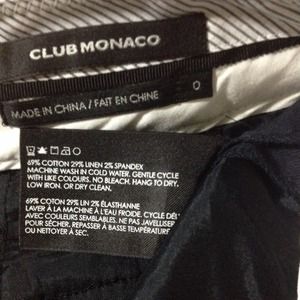 CLUB MONACO
MADE IN CHINA / FAIT EN CHINE
0
69% COTTON 29% LINEN 2% SPANDEX
MACHINE WASH IN COLD WATER. GENTLE CYCLE
WITH LIKE COLOURS. NO BLEACH. HANG TO DRY.
LOW IRON. OR DRY CLEAN.
69% COTON 29% LIN 2% ÉLASTHANNE
LAVER À LA MACHINE À L'EAU FROIDE. CYCLE
AVEC COULEURS SEMBLABLES. NE PAS JAVELLISER
POUR SÉCHER. REPASSER À BASSE
OU NETTOYER À SEC.